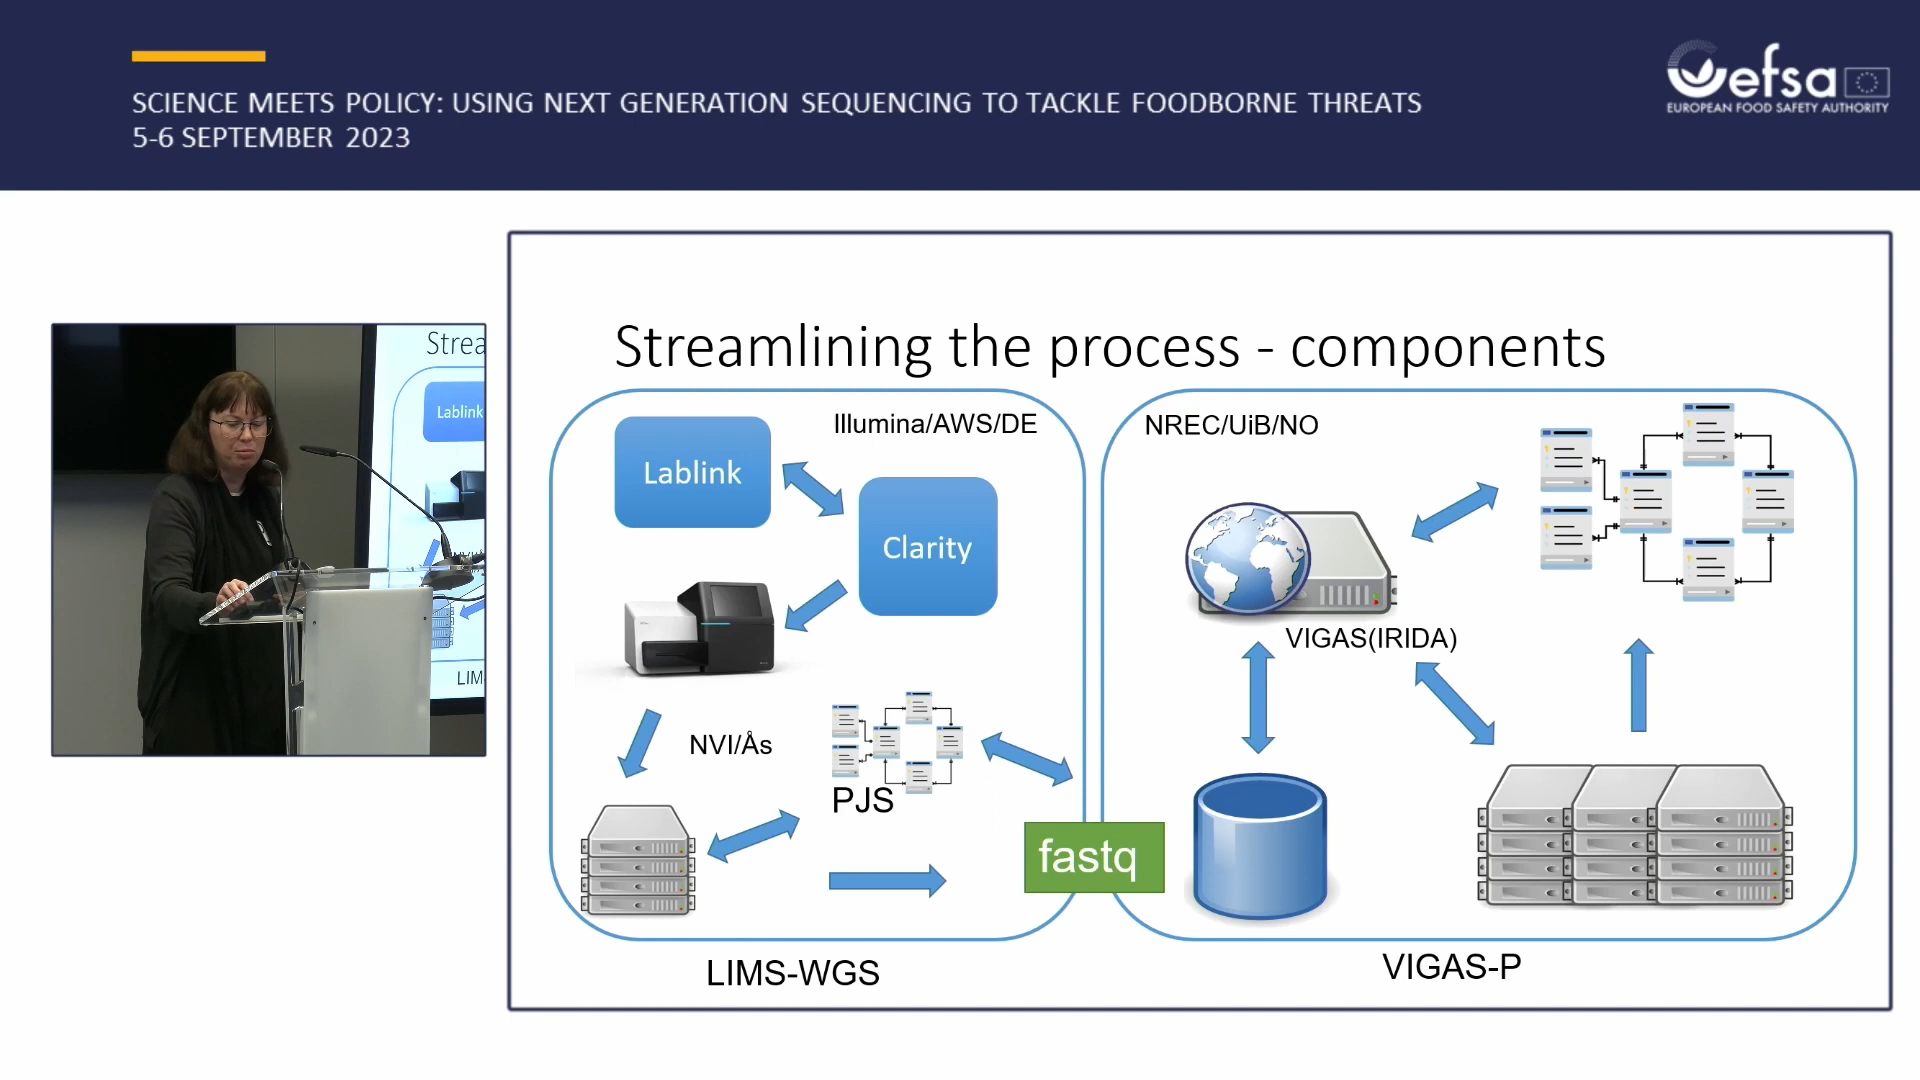 SCIENCE MEETS POLICY: USING NEXT GENERATION SEQUENCING TO TACKLE FOODBORNE THREATS
5-6 SEPTEMBER 2023
efsa
EUROPEAN FOOD SAFETY AUTHORITY
Strea
Lablink
LIM
Streamlining the process - components
Illumina/AWS/DE
Lablink
Clarity
NVI/Ås
PJS
fastq
LIMS-WGS
NREC/UiB/NO
VIGAS(IRIDA)
VIGAS-P